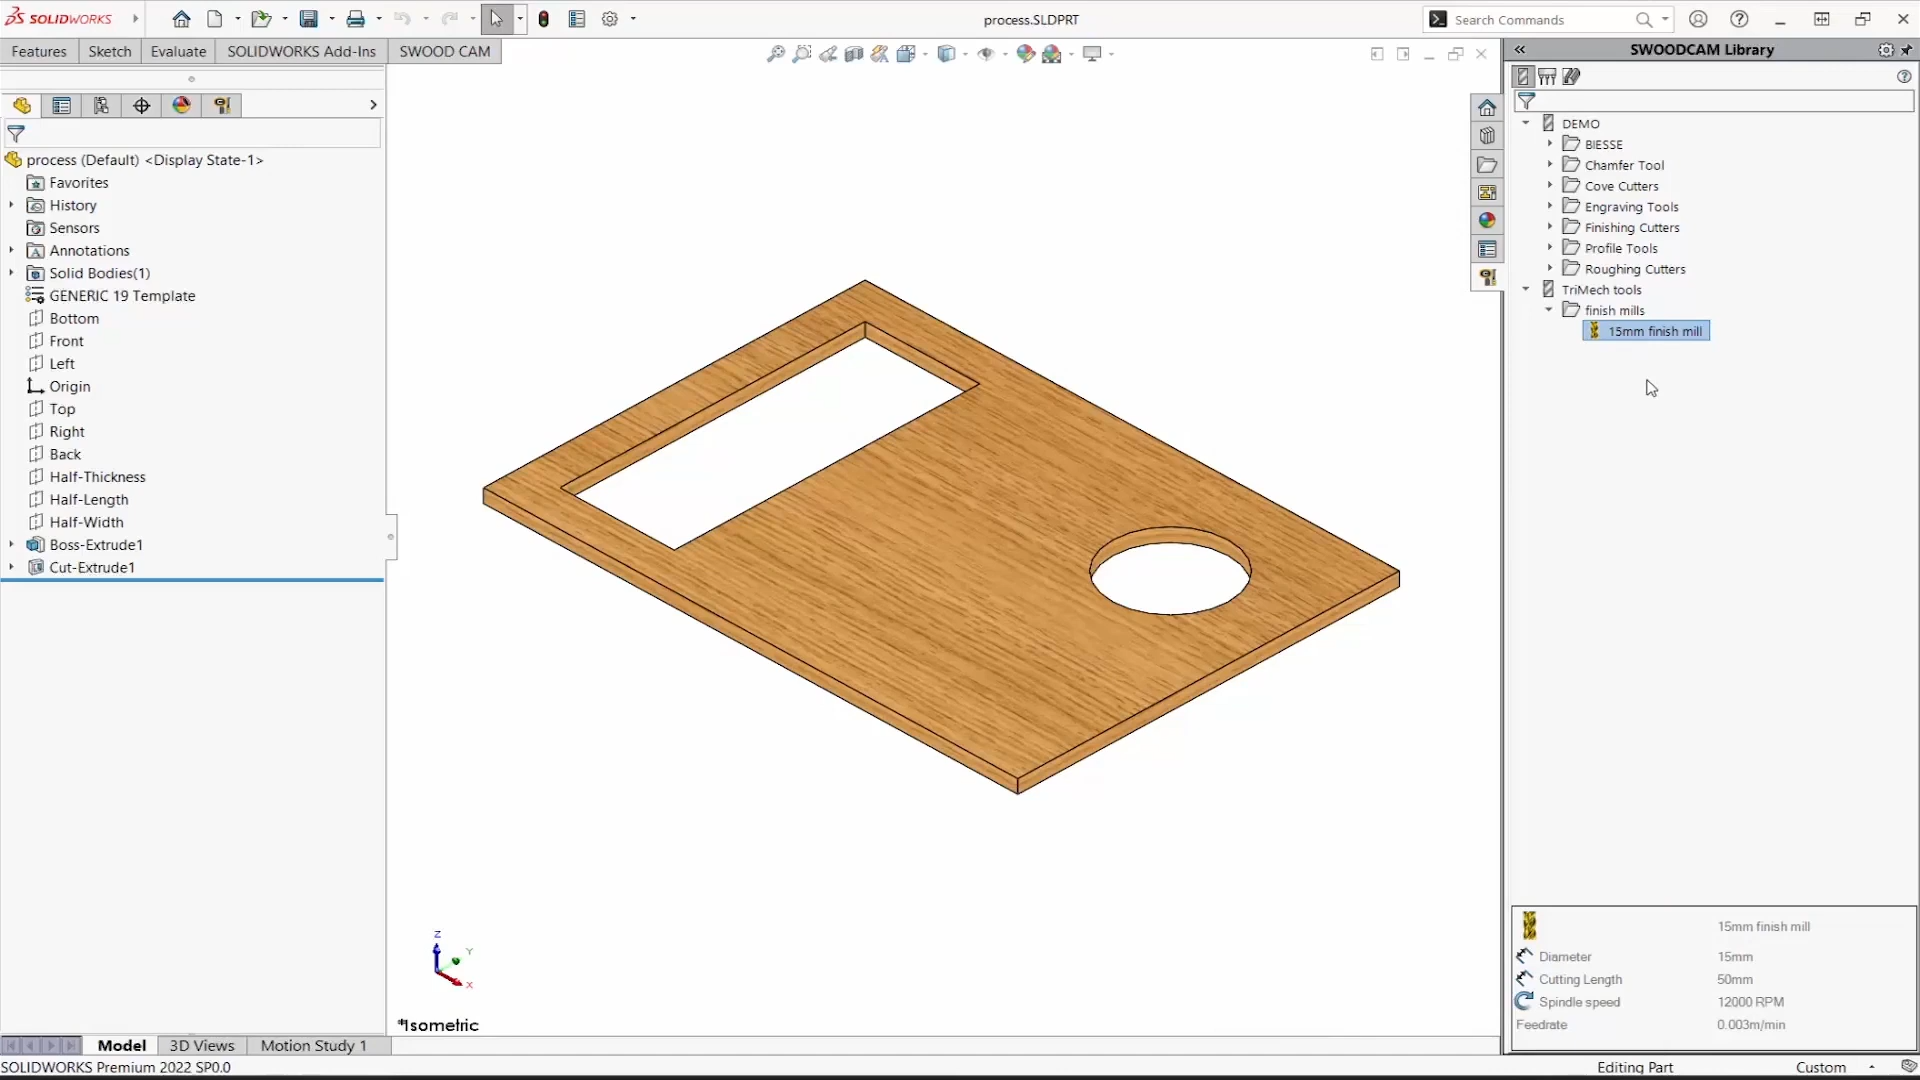 SOLIDWORKS
process.SLDPRT
Search Commands
Features
Sketch
Evaluate
SOLIDWORKS Add-Ins
SWOOD CAM
SWOODCAM Library
process (Default) <Display State-1>
Favorites
History
Sensors
Annotations
Solid Bodies(1)
GENERIC 19 Template
Bottom
Front
Left
Origin
Top
Right
Back
Half-Thickness
Half-Length
Half-Width
Boss-Extrude1
Cut-Extrude1
DEMO
BIESSE
Chamfer Tool
Cove Cutters
Engraving Tools
Finishing Cutters
Profile Tools
Roughing Cutters
TriMech tools
finish mills
15mm finish mill
15mm finish mill
Diameter 15mm
Cutting Length 50mm
Spindle speed 12000 RPM
Feedrate 0.003m/min
Z
Y
X
*Isometric
Model
3D Views
Motion Study 1
SOLIDWORKS Premium 2022 SP0.0
Editing Part
Custom